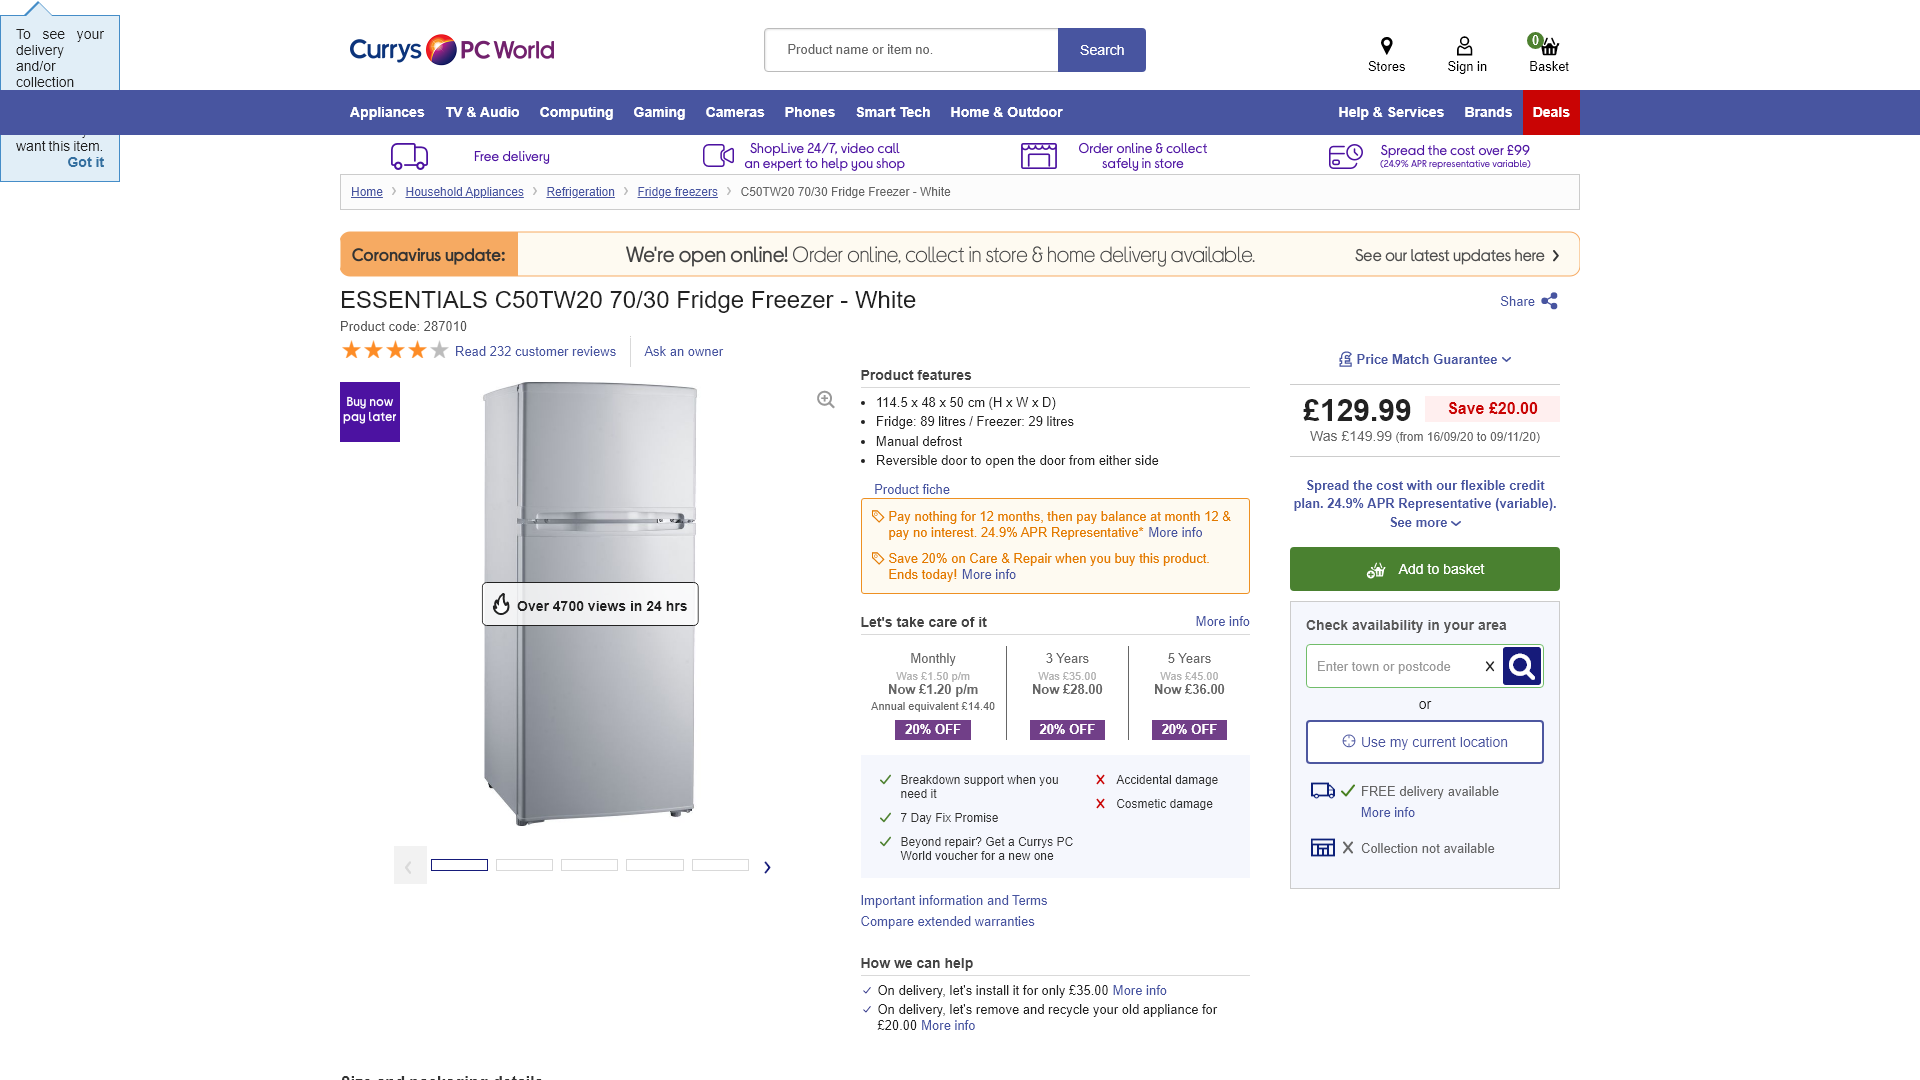 To see your
delivery
and/or
collection
want this item.
Got it
Currys PC World
Product name or item no.
Search
Stores
Sign in
0
Basket
Appliances
TV & Audio
Computing
Gaming
Cameras
Phones
Smart Tech
Home & Outdoor
Help & Services
Brands
Deals
Free delivery
ShopLive 24/7, video call
an expert to help you shop
Order online & collect
safely in store
Spread the cost over £99
(24.9% APR representative variable)
Home
Household Appliances
Refrigeration
Fridge freezers
C50TW20 70/30 Fridge Freezer - White
Coronavirus update:
We're open online! Order online, collect in store & home delivery available.
See our latest updates here
ESSENTIALS C50TW20 70/30 Fridge Freezer - White
Share
Product code: 287010
Read 232 customer reviews
Ask an owner
Buy now
pay later
Over 4700 views in 24 hrs
Product features
114.5 x 48 x 50 cm (H x W x D)
Fridge: 89 litres / Freezer: 29 litres
Manual defrost
Reversible door to open the door from either side
Product fiche
Pay nothing for 12 months, then pay balance at month 12 &
pay no interest. 24.9% APR Representative* More info
Save 20% on Care & Repair when you buy this product.
Ends today! More info
Let's take care of it
More info
Monthly
Was £1.50 p/m
Now £1.20 p/m
Annual equivalent £14.40
20% OFF
3 Years
Was £35.00
Now £28.00
20% OFF
5 Years
Was £45.00
Now £36.00
20% OFF
Breakdown support when you
need it
7 Day Fix Promise
Beyond repair? Get a Currys PC
World voucher for a new one
Accidental damage
Cosmetic damage
Important information and Terms
Compare extended warranties
How we can help
On delivery, let's install it for only £35.00 More info
On delivery, let's remove and recycle your old appliance for
£20.00 More info
Price Match Guarantee
£129.99
Save £20.00
Was £149.99 (from 16/09/20 to 09/11/20)
Spread the cost with our flexible credit
plan. 24.9% APR Representative (variable).
See more
Add to basket
Check availability in your area
Enter town or postcode
X
or
Use my current location
FREE delivery available
More info
Collection not available
Size and packaging details